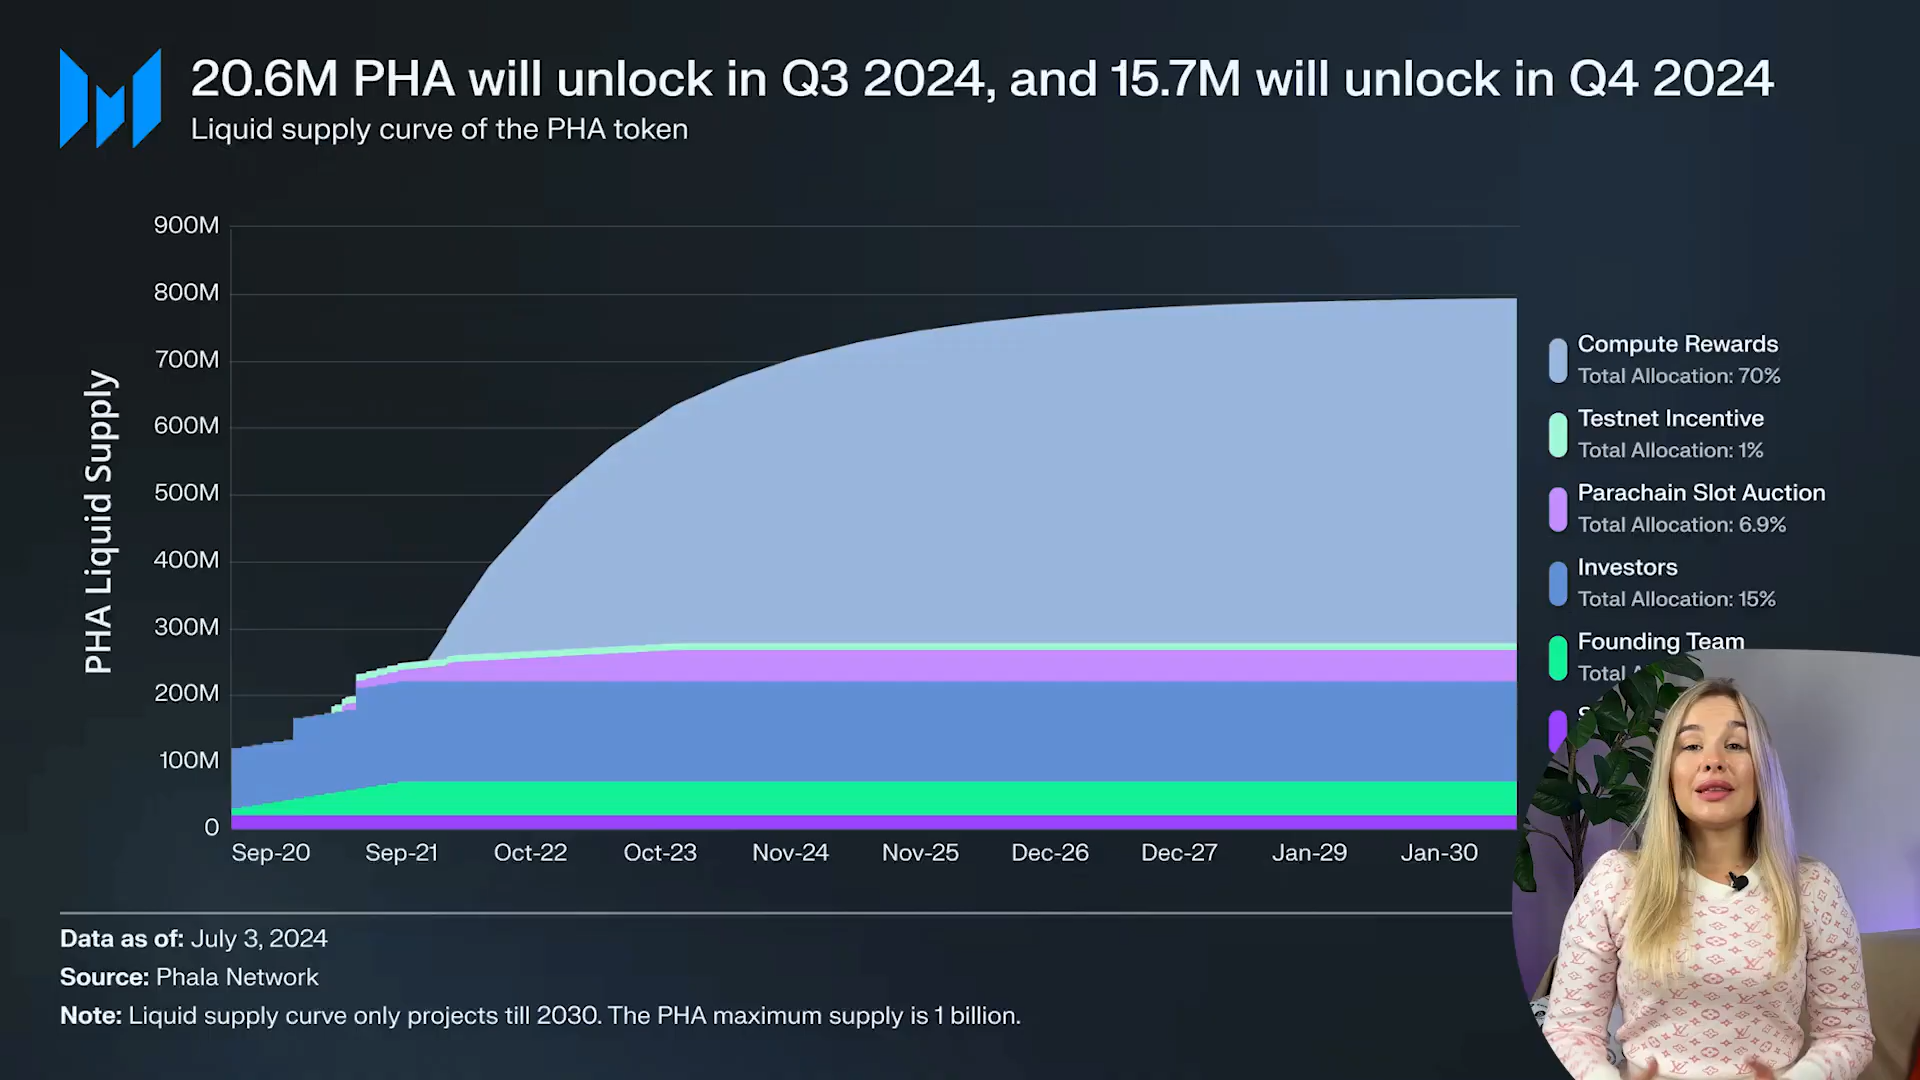 20.6M PHA will unlock in Q3 2024, and 15.7M will unlock in Q4 2024
Liquid supply curve of the PHA token
PHA Liquid Supply
900M
800M
700M
600M
500M
400M
300M
200M
100M
0
Sep-20 Sep-21 Oct-22 Oct-23 Nov-24 Nov-25 Dec-26 Dec-27 Jan-29 Jan-30
Compute Rewards
Total Allocation: 70%
Testnet Incentive
Total Allocation: 1%
Parachain Slot Auction
Total Allocation: 6.9%
Investors
Total Allocation: 15%
Founding Team
Total
Data as of: July 3, 2024
Source: Phala Network
Note: Liquid supply curve only projects till 2030. The PHA maximum supply is 1 billion.